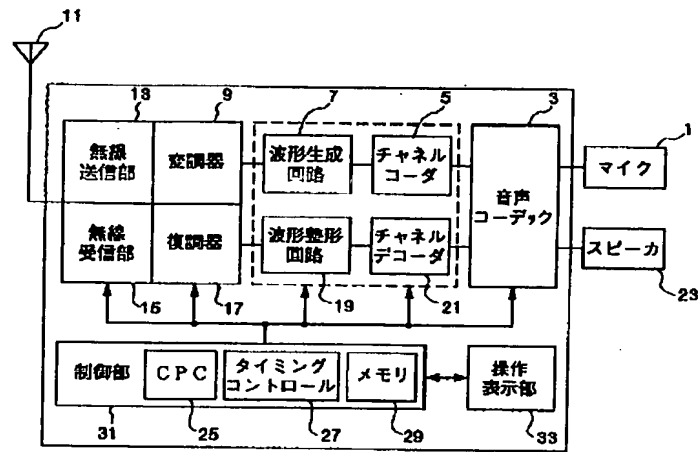 11
13
9
7
5
3
1
無線
送信部
変調器
波形生成
回路
チャネル
コーダ
音声
コーデック
マイク
無線
受信部
復調器
波形整形
回路
チャネル
デコーダ
スピーカ
15
17
19
21
23
制御部
CPC
タイミング
コントロール
メモリ
操作
表示部
31
25
27
29
33